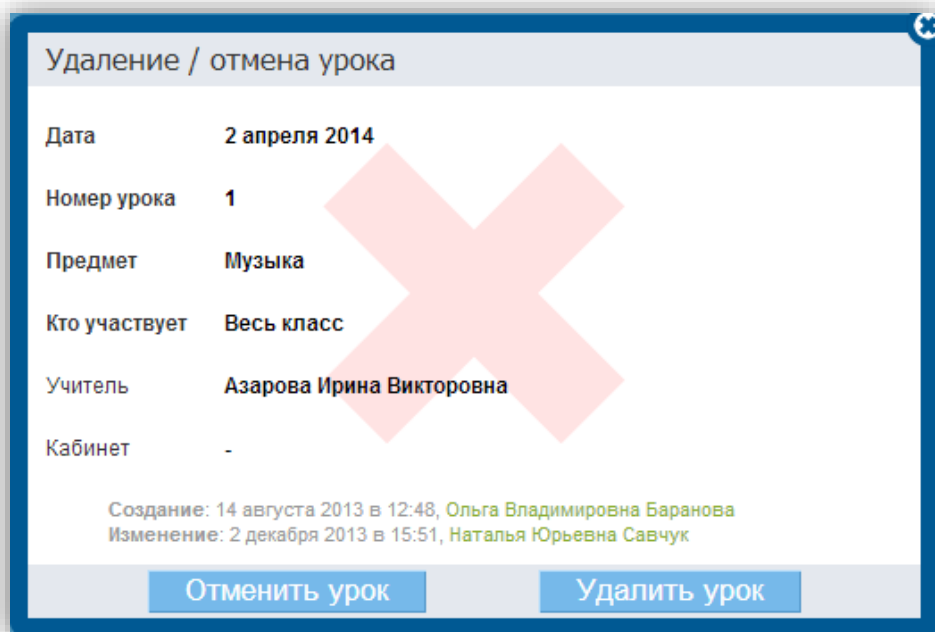 Удаление / отмена урока
Дата 2 апреля 2014
Номер урока 1
Предмет Музыка
Кто участвует Весь класс
Учитель Азарова Ирина Викторовна
Кабинет -
Создание: 14 августа 2013 в 12:48, Ольга Владимировна Баранова
Изменение: 2 декабря 2013 в 15:51, Наталья Юрьевна Савчук
Отменить урок Удалить урок